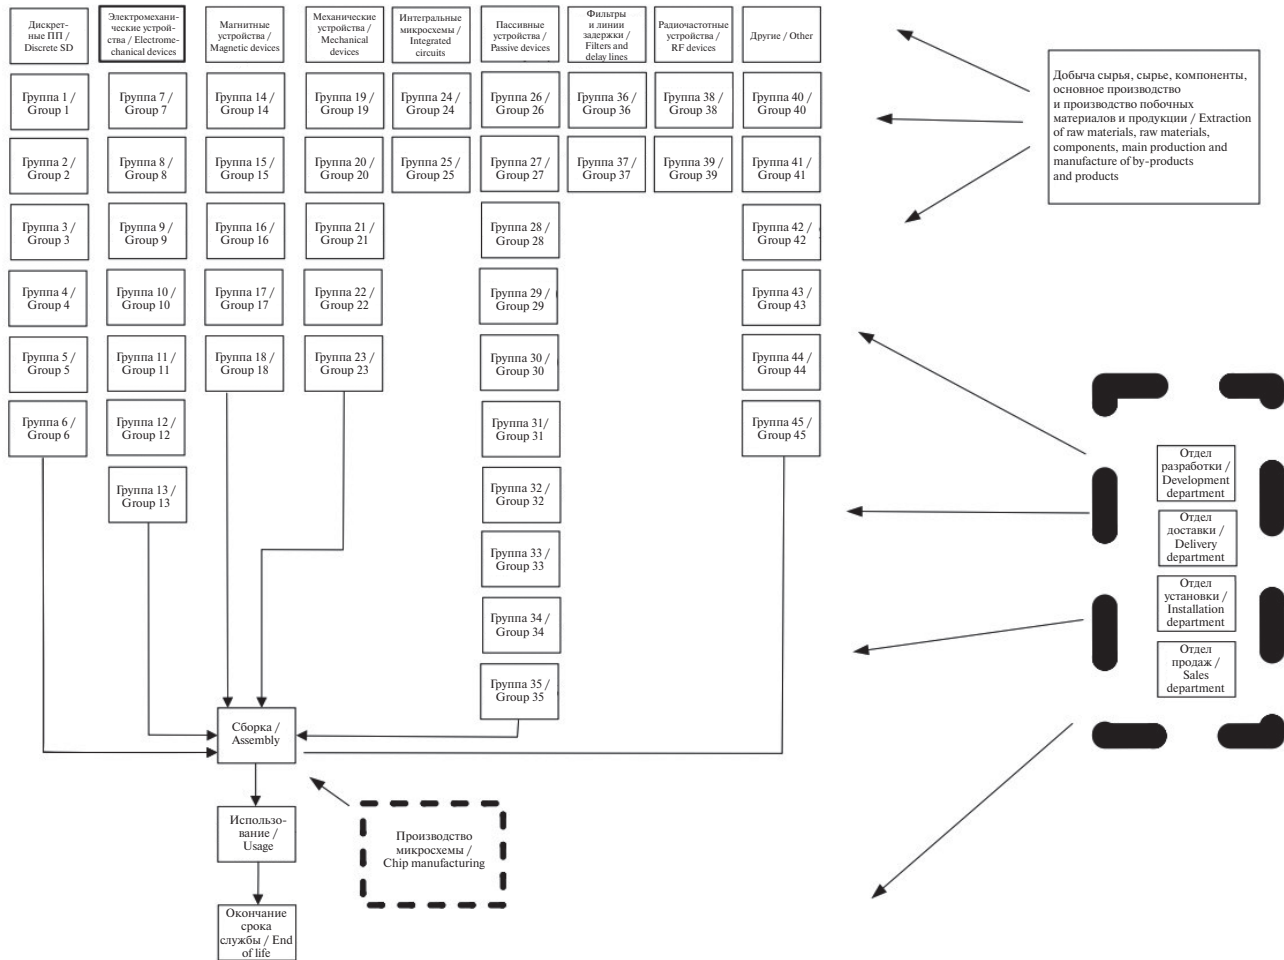 Дискрет-
ные ПП /
Discrete SD
Электромехани-
ческие устрой-
ства / Electrome-
chanical devices
Магнитные
устройства /
Magnetic devices
Механические
устройства /
Mechanical
devices
Интегральные
микросхемы /
Integrated
circuits
Пассивные
устройства /
Passive devices
Фильтры
и линии
задержки /
Filters and
delay lines
Радиочастотные
устройства /
RF devices
Другие / Other
Группа 1 /
Group 1
Группа 7 /
Group 7
Группа 14 /
Group 14
Группа 19 /
Group 19
Группа 24 /
Group 24
Группа 26 /
Group 26
Группа 36 /
Group 36
Группа 38 /
Group 38
Группа 40 /
Group 40
Группа 2 /
Group 2
Группа 8 /
Group 8
Группа 15 /
Group 15
Группа 20 /
Group 20
Группа 25 /
Group 25
Группа 27 /
Group 27
Группа 37 /
Group 37
Группа 39 /
Group 39
Группа 41 /
Group 41
Группа 3 /
Group 3
Группа 9 /
Group 9
Группа 16 /
Group 16
Группа 21 /
Group 21
Группа 28 /
Group 28
Группа 42 /
Group 42
Группа 4 /
Group 4
Группа 10 /
Group 10
Группа 17 /
Group 17
Группа 22 /
Group 22
Группа 29 /
Group 29
Группа 43 /
Group 43
Группа 5 /
Group 5
Группа 11 /
Group 11
Группа 18 /
Group 18
Группа 23 /
Group 23
Группа 30 /
Group 30
Группа 44 /
Group 44
Группа 6 /
Group 6
Группа 12 /
Group 12
Группа 31/
Group 31
Группа 45 /
Group 45
Группа 13 /
Group 13
Группа 32 /
Group 32
Группа 33 /
Group 33
Группа 34 /
Group 34
Группа 35 /
Group 35
Сборка /
Assembly
Использо-
вание /
Usage
Окончание
срока
службы / End
of life
Производство
микросхемы /
Chip manufacturing
Добыча сырья, сырье, компоненты,
основное производство
и производство побочных
материалов и продукции / Extraction
of raw materials, raw materials,
components, main production and
manufacture of by-products
and products
Отдел
разработки /
Development
department
Отдел
доставки /
Delivery
department
Отдел
установки /
Installation
department
Отдел
продаж /
Sales
department